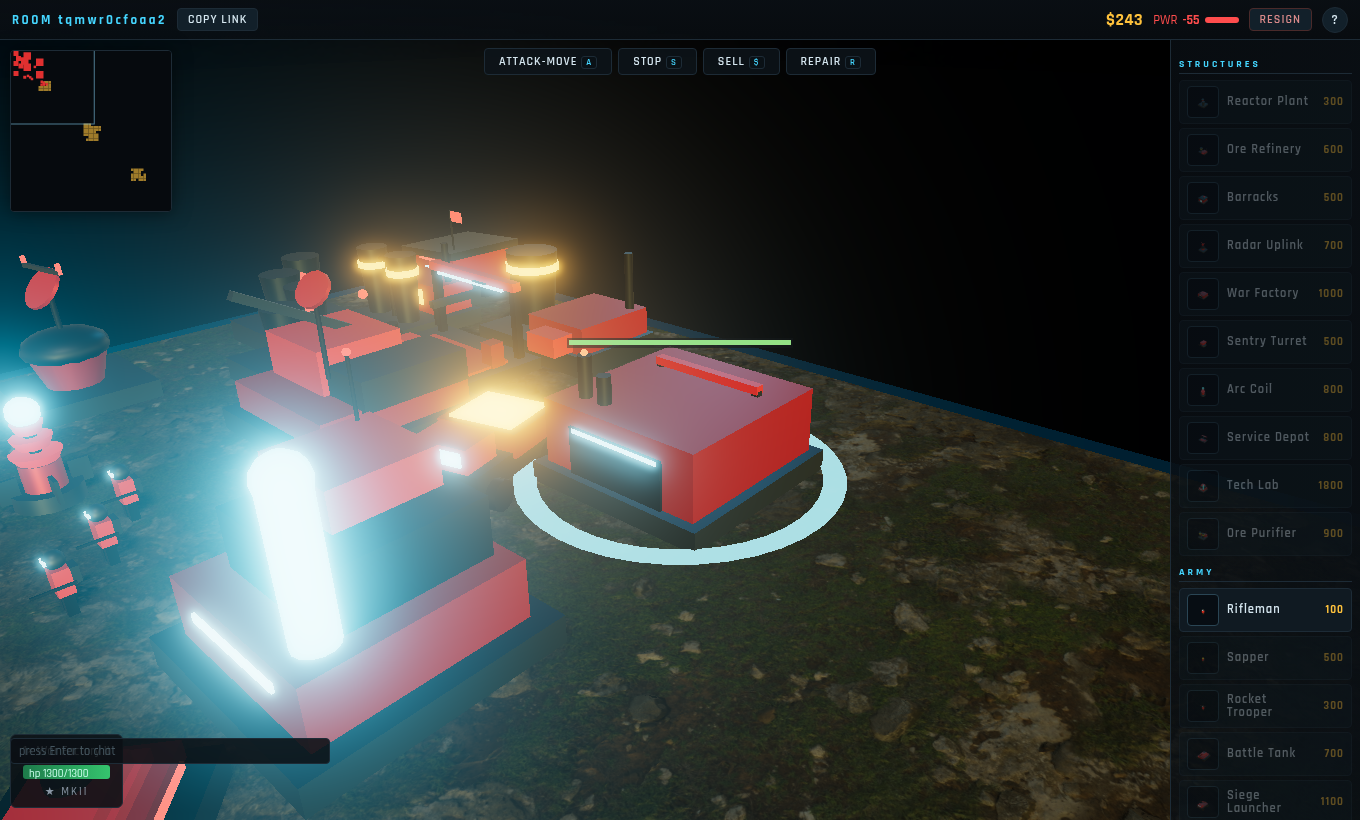 ROOM tqmwr0cfoaa2 COPY LINK $243 PWR -55 RESIGN ?
ATTACK-MOVE A STOP S SELL $ REPAIR R
STRUCTURES
Reactor Plant 300
Ore Refinery 600
Barracks 500
Radar Uplink 700
War Factory 1000
Sentry Turret 500
Arc Coil 800
Service Depot 800
Tech Lab 1800
Ore Purifier 900
ARMY
Rifleman 100
Sapper 500
Rocket
Trooper 300
Battle Tank 700
Siege
Launcher 1100
press Enter to chat
hp 1300/1300
★ MKII